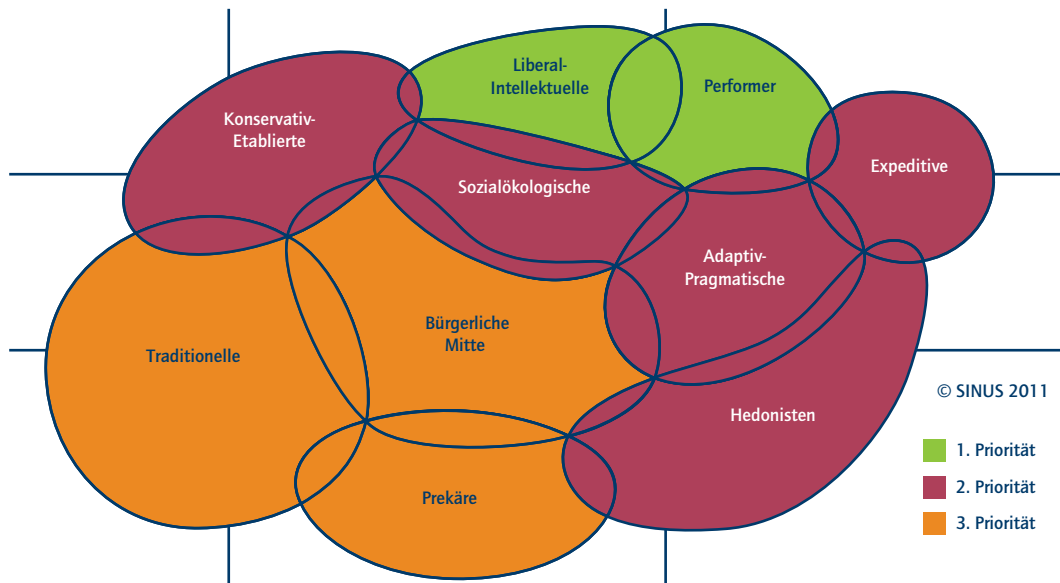 Liberal-
Intellektuelle
Performer
Konservativ-
Etablierte
Expeditive
Sozialökologische
Adaptiv-
Pragmatische
Bürgerliche
Mitte
Traditionelle
© SINUS 2011
Hedonisten
1. Priorität
2. Priorität
Prekäre
3. Priorität